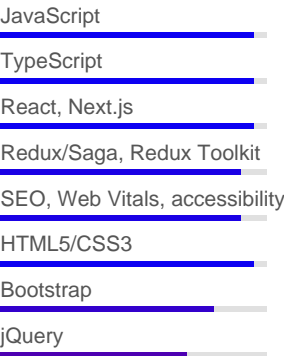 JavaScript
TypeScript
React, Next.js
Redux/Saga, Redux Toolkit
SEO, Web Vitals, accessibility
HTML5/CSS3
Bootstrap
jQuery